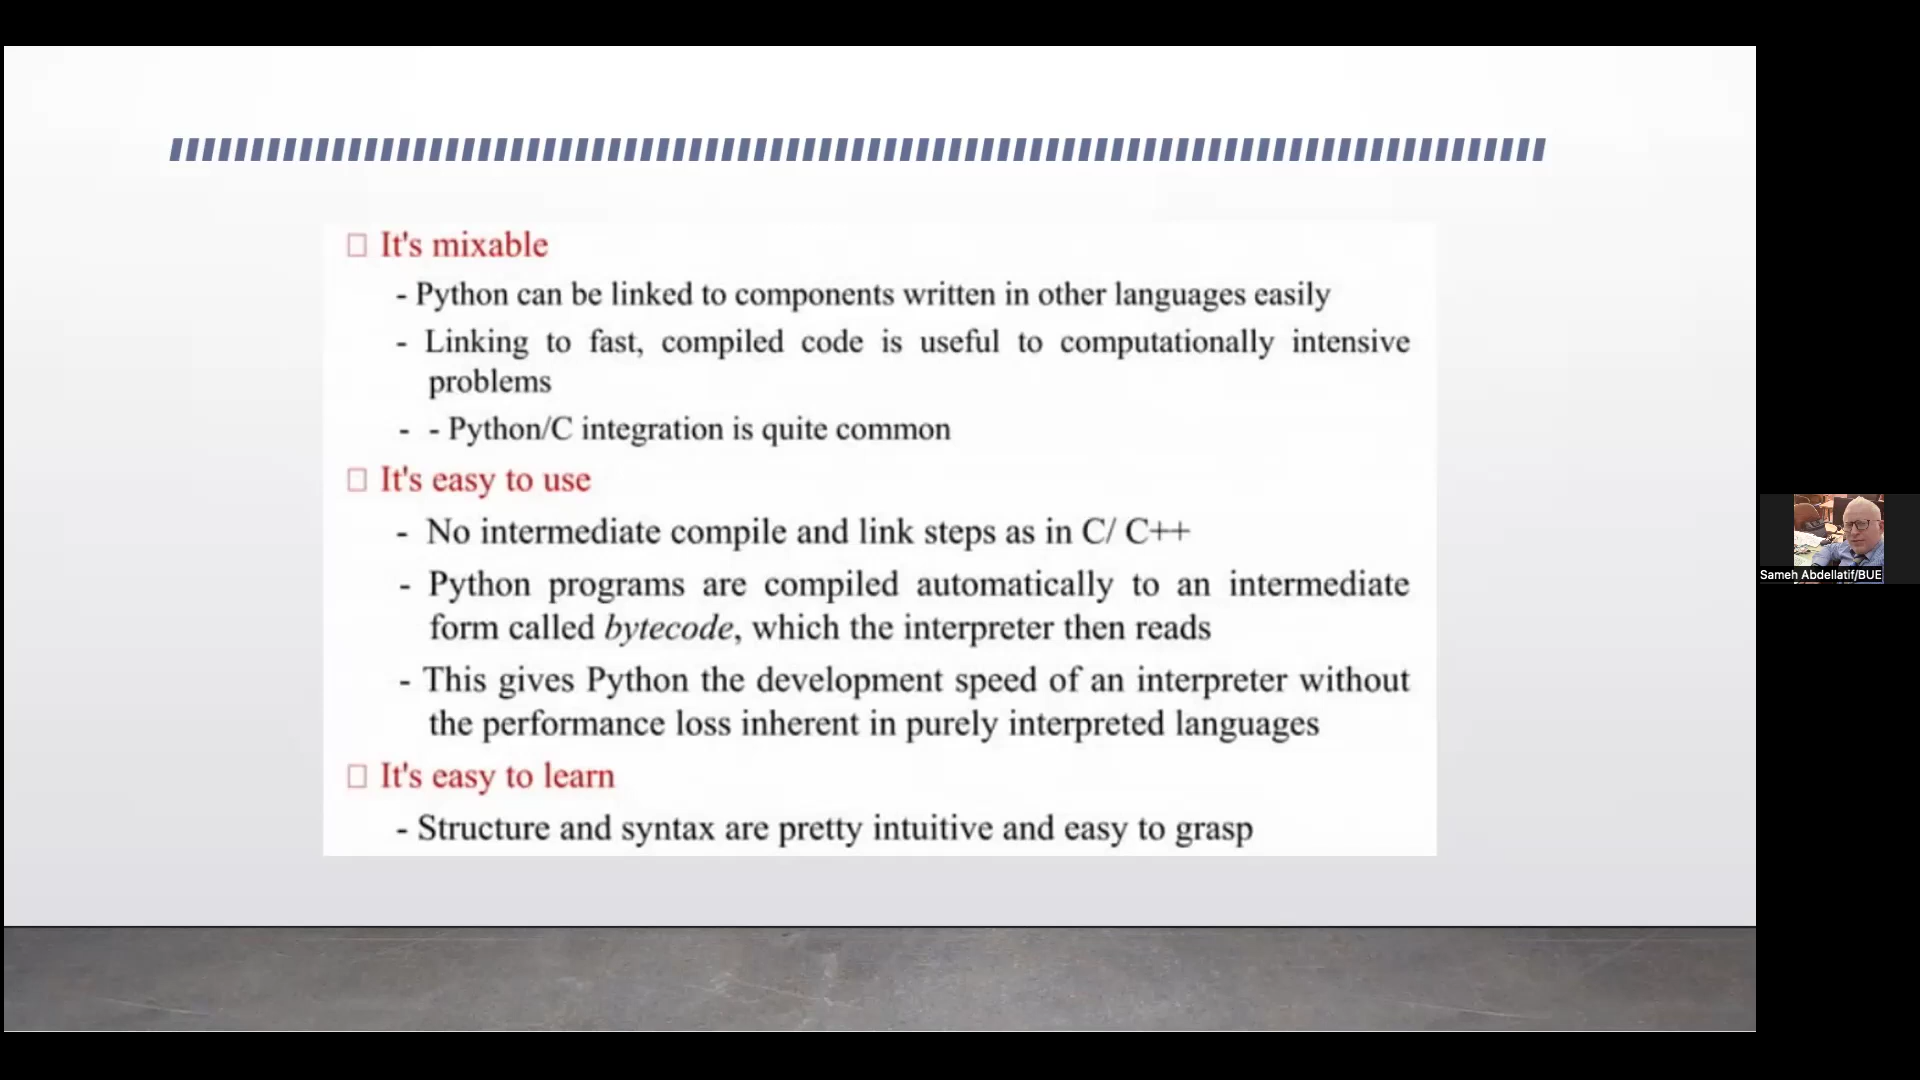 It's mixable
- Python can be linked to components written in other languages easily
- Linking to fast, compiled code is useful to computationally intensive
problems
- - Python/C integration is quite common
It's easy to use
- No intermediate compile and link steps as in C/ C++
- Python programs are compiled automatically to an intermediate
form called bytecode, which the interpreter then reads
- This gives Python the development speed of an interpreter without
the performance loss inherent in purely interpreted languages
It's easy to learn
- Structure and syntax are pretty intuitive and easy to grasp
Sameh Abdellatif/BUE